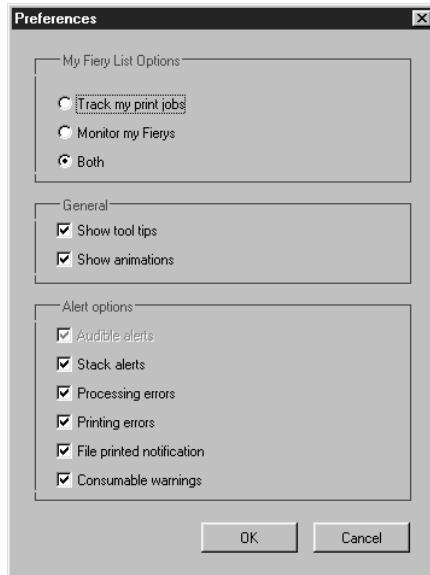 Preferences
My Fiery List Options
Track my print jobs
Monitor my Fierys
Both
General
Show tool tips
Show animations
Alert options
Audible alerts
Stack alerts
Processing errors
Printing errors
File printed notification
Consumable warnings
OK Cancel